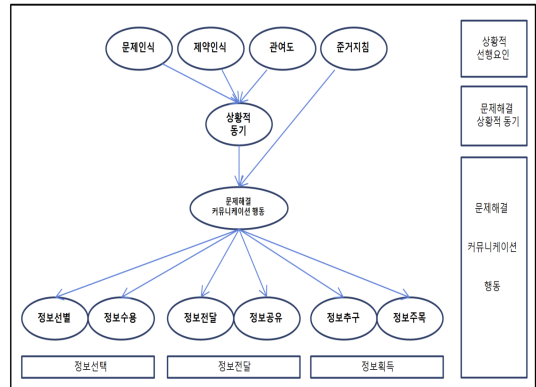 문제인식 제약인식 관여도 준거지침
상황적
선행요인
상황적
동기
문제해결
상황적 동기
문제해결
커뮤니케이션 행동
문제해결
커뮤니케이션
행동
정보선별 정보수용 정보전달 정보공유 정보추구 정보주목
정보선택 정보전달 정보획득